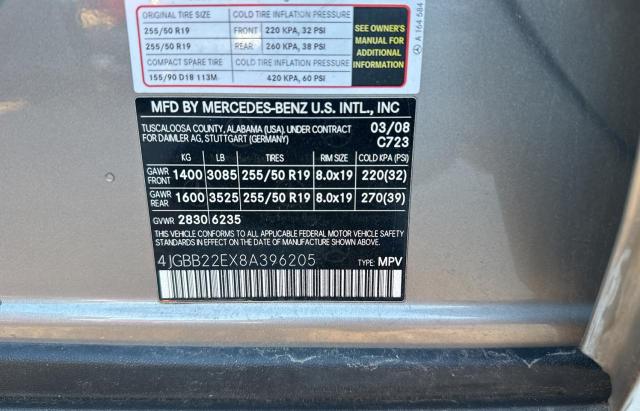 ORIGINAL TIRE SIZE COLD TIRE INFLATION PRESSURE
255/50 R19 FRONT 220 KPA, 32 PSI
255/50 R19 REAR 260 KPA, 38 PSI
COMPACT SPARE TIRE COLD TIRE INFLATION PRESSURE
155/90 D18 113M 420 KPA, 60 PSI
SEE OWNER'S
MANUAL FOR
ADDITIONAL
INFORMATION
A 164 584
MFD BY MERCEDES-BENZ U.S. INTL., INC
TUSCALOOSA COUNTY, ALABAMA (USA), UNDER CONTRACT 03/08
FOR DAIMLER AG, STUTTGART (GERMANY) C723
KG LB TIRES RIM SIZE COLD KPA (PSI)
GAWR FRONT 1400 3085 255/50 R19 8.0x19 220(32)
GAWR REAR 1600 3525 255/50 R19 8.0x19 270(39)
GVWR 2830 6235
THIS VEHICLE CONFORMS TO ALL APPLICABLE FEDERAL MOTOR
VEHICLE SAFETY STANDARDS IN EFFECT ON THE DATE OF
MANUFACTURE SHOWN ABOVE.
4JGBB22EX8A396205 TYPE: MPV